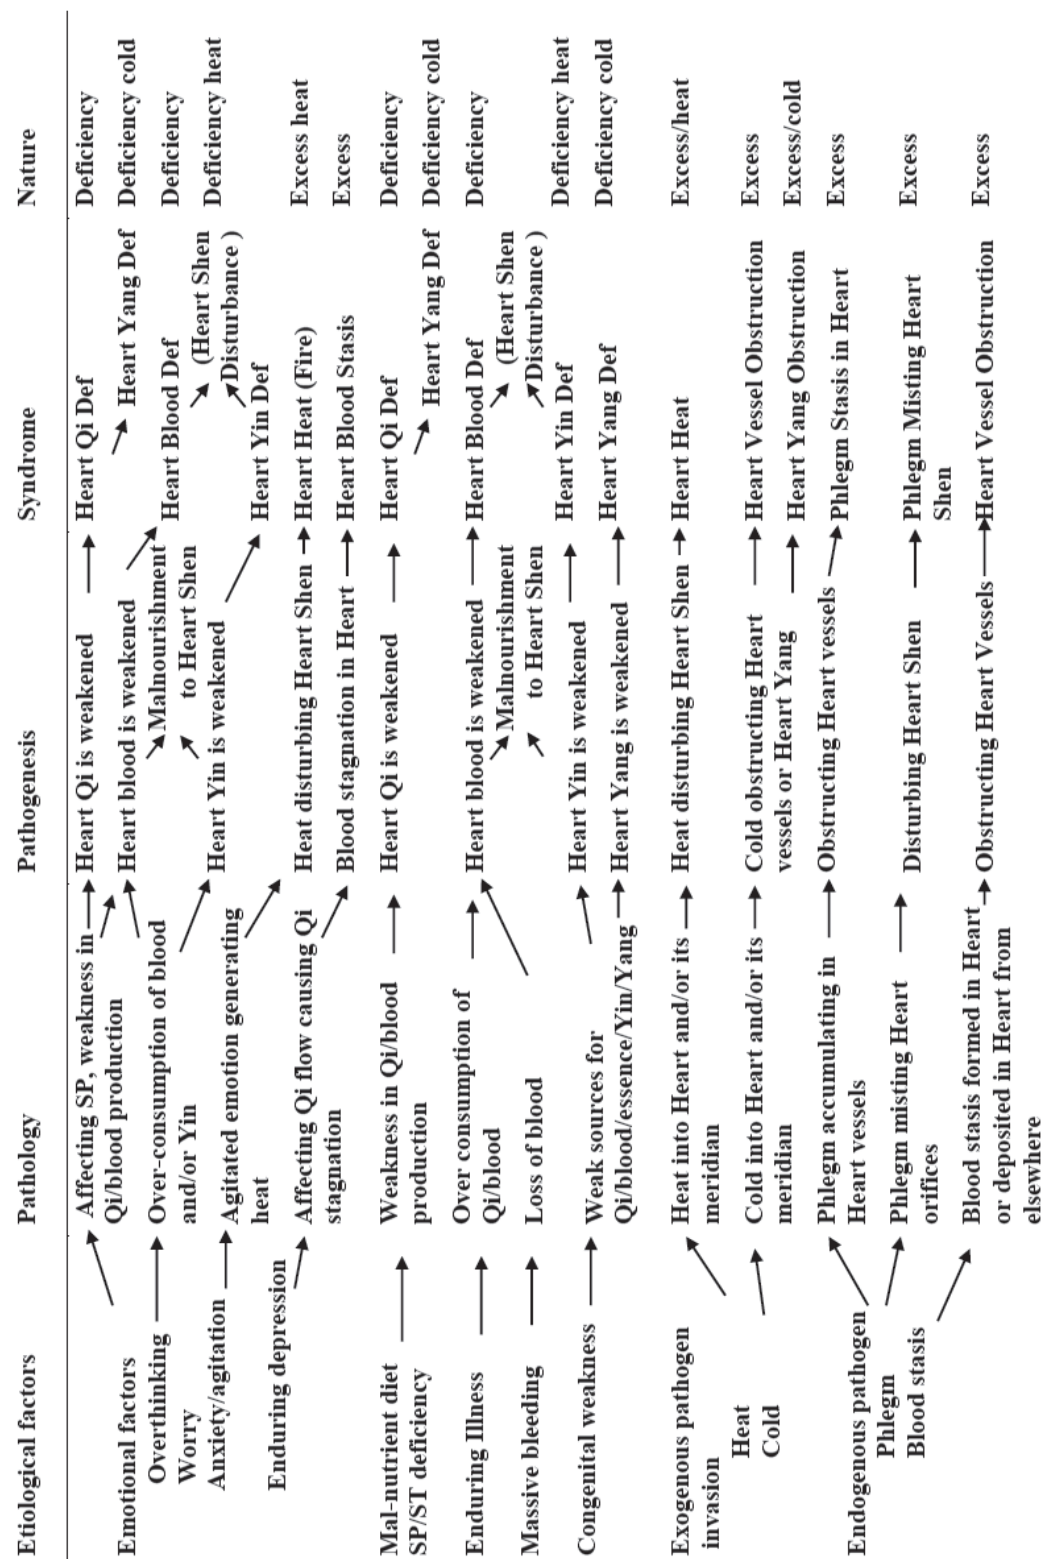 Etiological factors
Pathology
Pathogenesis
Syndrome
Nature
Emotional factors
Overthinking
Worry
Anxiety/agitation
Enduring depression
Affecting SP, weakness in
Qi/blood production
Over-consumption of blood
and/or Yin
Agitated emotion generating
heat
Affecting Qi flow causing Qi
stagnation
Heart Qi is weakened
Heart blood is weakened
Malnourishment
to Heart Shen
Heart Yin is weakened
Heat disturbing Heart Shen
Blood stagnation in Heart
Heart Qi Def
Heart Yang Def
Heart Blood Def
(Heart Shen
Disturbance )
Heart Yin Def
Heart Heat (Fire)
Heart Blood Stasis
Deficiency
Deficiency cold
Deficiency
Deficiency heat
Excess heat
Excess
Mal-nutrient diet
SP/ST deficiency
Enduring Illness
Massive bleeding
Congenital weakness
Weakness in Qi/blood
production
Over consumption of
Qi/blood
Loss of blood
Weak sources for
Qi/blood/essence/Yin/Yang
Heart Qi is weakened
Heart blood is weakened
Malnourishment
to Heart Shen
Heart Yin is weakened
Heart Yang is weakened
Heart Qi Def
Heart Yang Def
Heart Blood Def
(Heart Shen
Disturbance )
Heart Yin Def
Heart Yang Def
Deficiency
Deficiency cold
Deficiency
Deficiency heat
Deficiency cold
Exogenous pathogen
invasion
Heat
Cold
Heat into Heart and/or its
meridian
Cold into Heart and/or its
meridian
Heat disturbing Heart Shen
Cold obstructing Heart
vessels or Heart Yang
Heart Heat
Heart Vessel Obstruction
Heart Yang Obstruction
Excess/heat
Excess
Excess/cold
Endogenous pathogen
Phlegm
Blood stasis
Phlegm accumulating in
Heart vessels
Phlegm misting Heart
orifices
Blood stasis formed in Heart
or deposited in Heart from
elsewhere
Obstructing Heart vessels
Disturbing Heart Shen
Obstructing Heart Vessels
Phlegm Stasis in Heart
Phlegm Misting Heart
Shen
Heart Vessel Obstruction
Excess
Excess
Excess